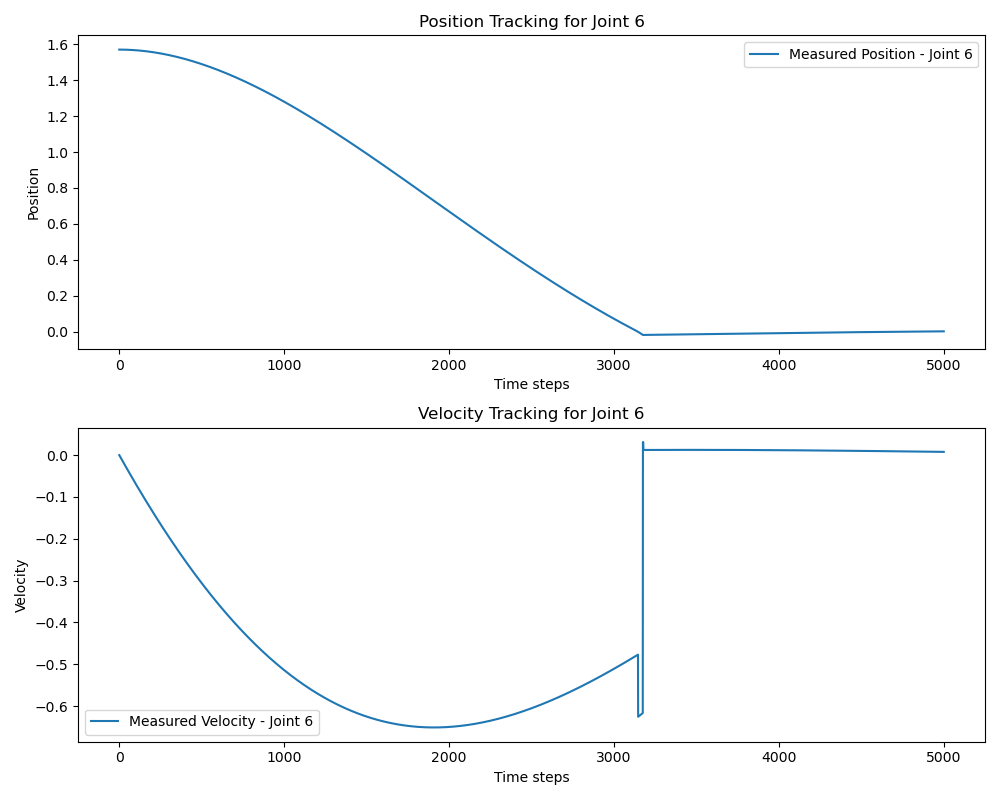 Position Tracking for Joint 6
Measured Position - Joint 6
Position
1.6
1.4
1.2
1.0
0.8
0.6
0.4
0.2
0.0
0 1000 2000 3000 4000 5000
Time steps
Velocity Tracking for Joint 6
Velocity
0.0
−0.1
−0.2
−0.3
−0.4
−0.5
−0.6
Measured Velocity - Joint 6
0 1000 2000 3000 4000 5000
Time steps